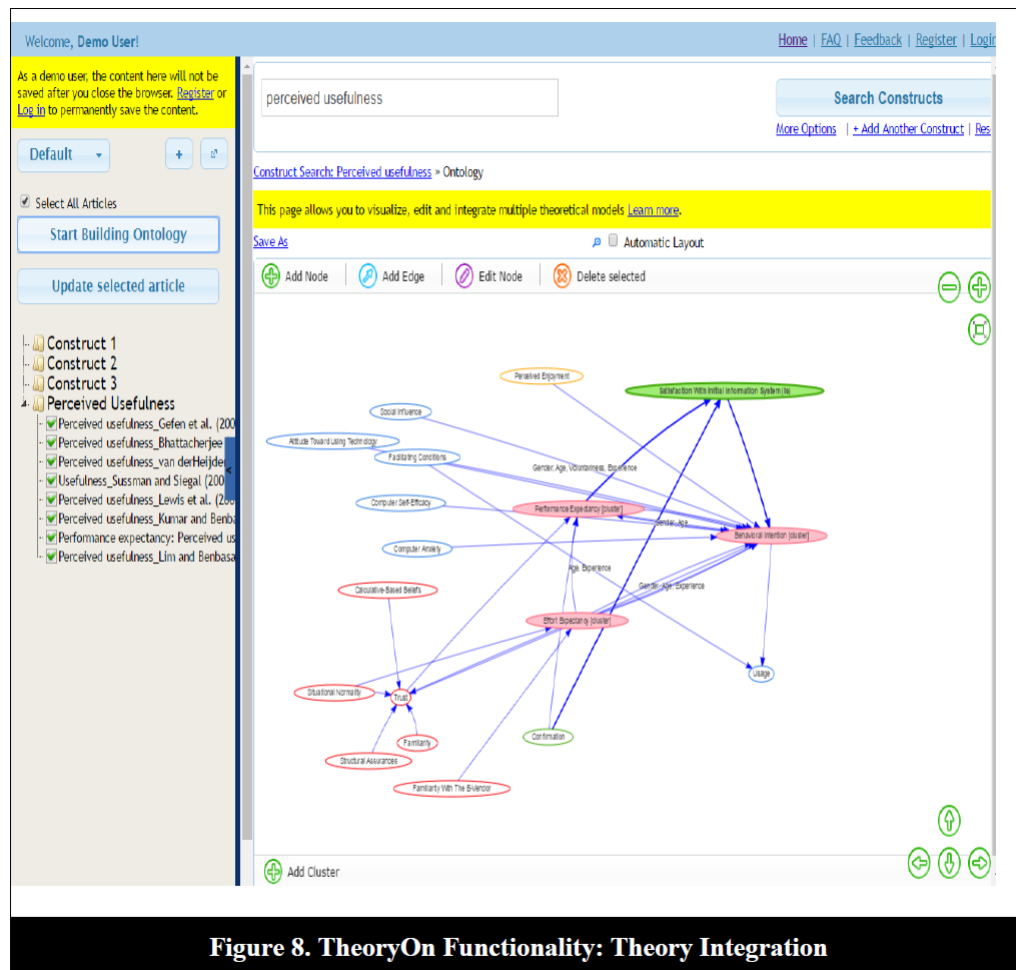 Welcome, Demo User!
Home | FAQ | Feedback | Register | Login
As a demo user, the content here will not be
saved after you close the browser. Register or
Log in to permanently save the content.
Default
Select All Articles
Start Building Ontology
Update selected article
Construct 1
Construct 2
Construct 3
Perceived Usefulness
Perceived usefulness_Gefen et al. (200
Perceived usefulness_Bhattacherjee
Perceived usefulness_van derHeijde
Usefulness_Sussman and Siegal (200
Perceived usefulness_Lewis et al. (200
Perceived usefulness_Kumar and Benba
Performance expectancy: Perceived us
Perceived usefulness_Lim and Benbasa
perceived usefulness
Search Constructs
More Options | + Add Another Construct | Res
Construct Search: Perceived usefulness » Ontology
This page allows you to visualize, edit and integrate multiple theoretical models Learn more.
Save As
Automatic Layout
Add Node
Add Edge
Edit Node
Delete selected
Perceived Enjoyment
Satisfaction With Initial Information System (Is)
Social Influence
Attitude Toward Using Technology
Facilitating Conditions
Gender, Age, Voluntariness, Experience
Computer Self-Efficacy
Performance Expectancy [cluster]
Gender, Age
Behavioral Intention [cluster]
Computer Anxiety
Age, Experience
Gender, Age, Experience
Calculative-Based Beliefs
Effort Expectancy [cluster]
Usage
Situational Normality
Trust
Familiarity
Confirmation
Structural Assurances
Familiarity With The E-Vendor
Add Cluster
Figure 8. TheoryOn Functionality: Theory Integration